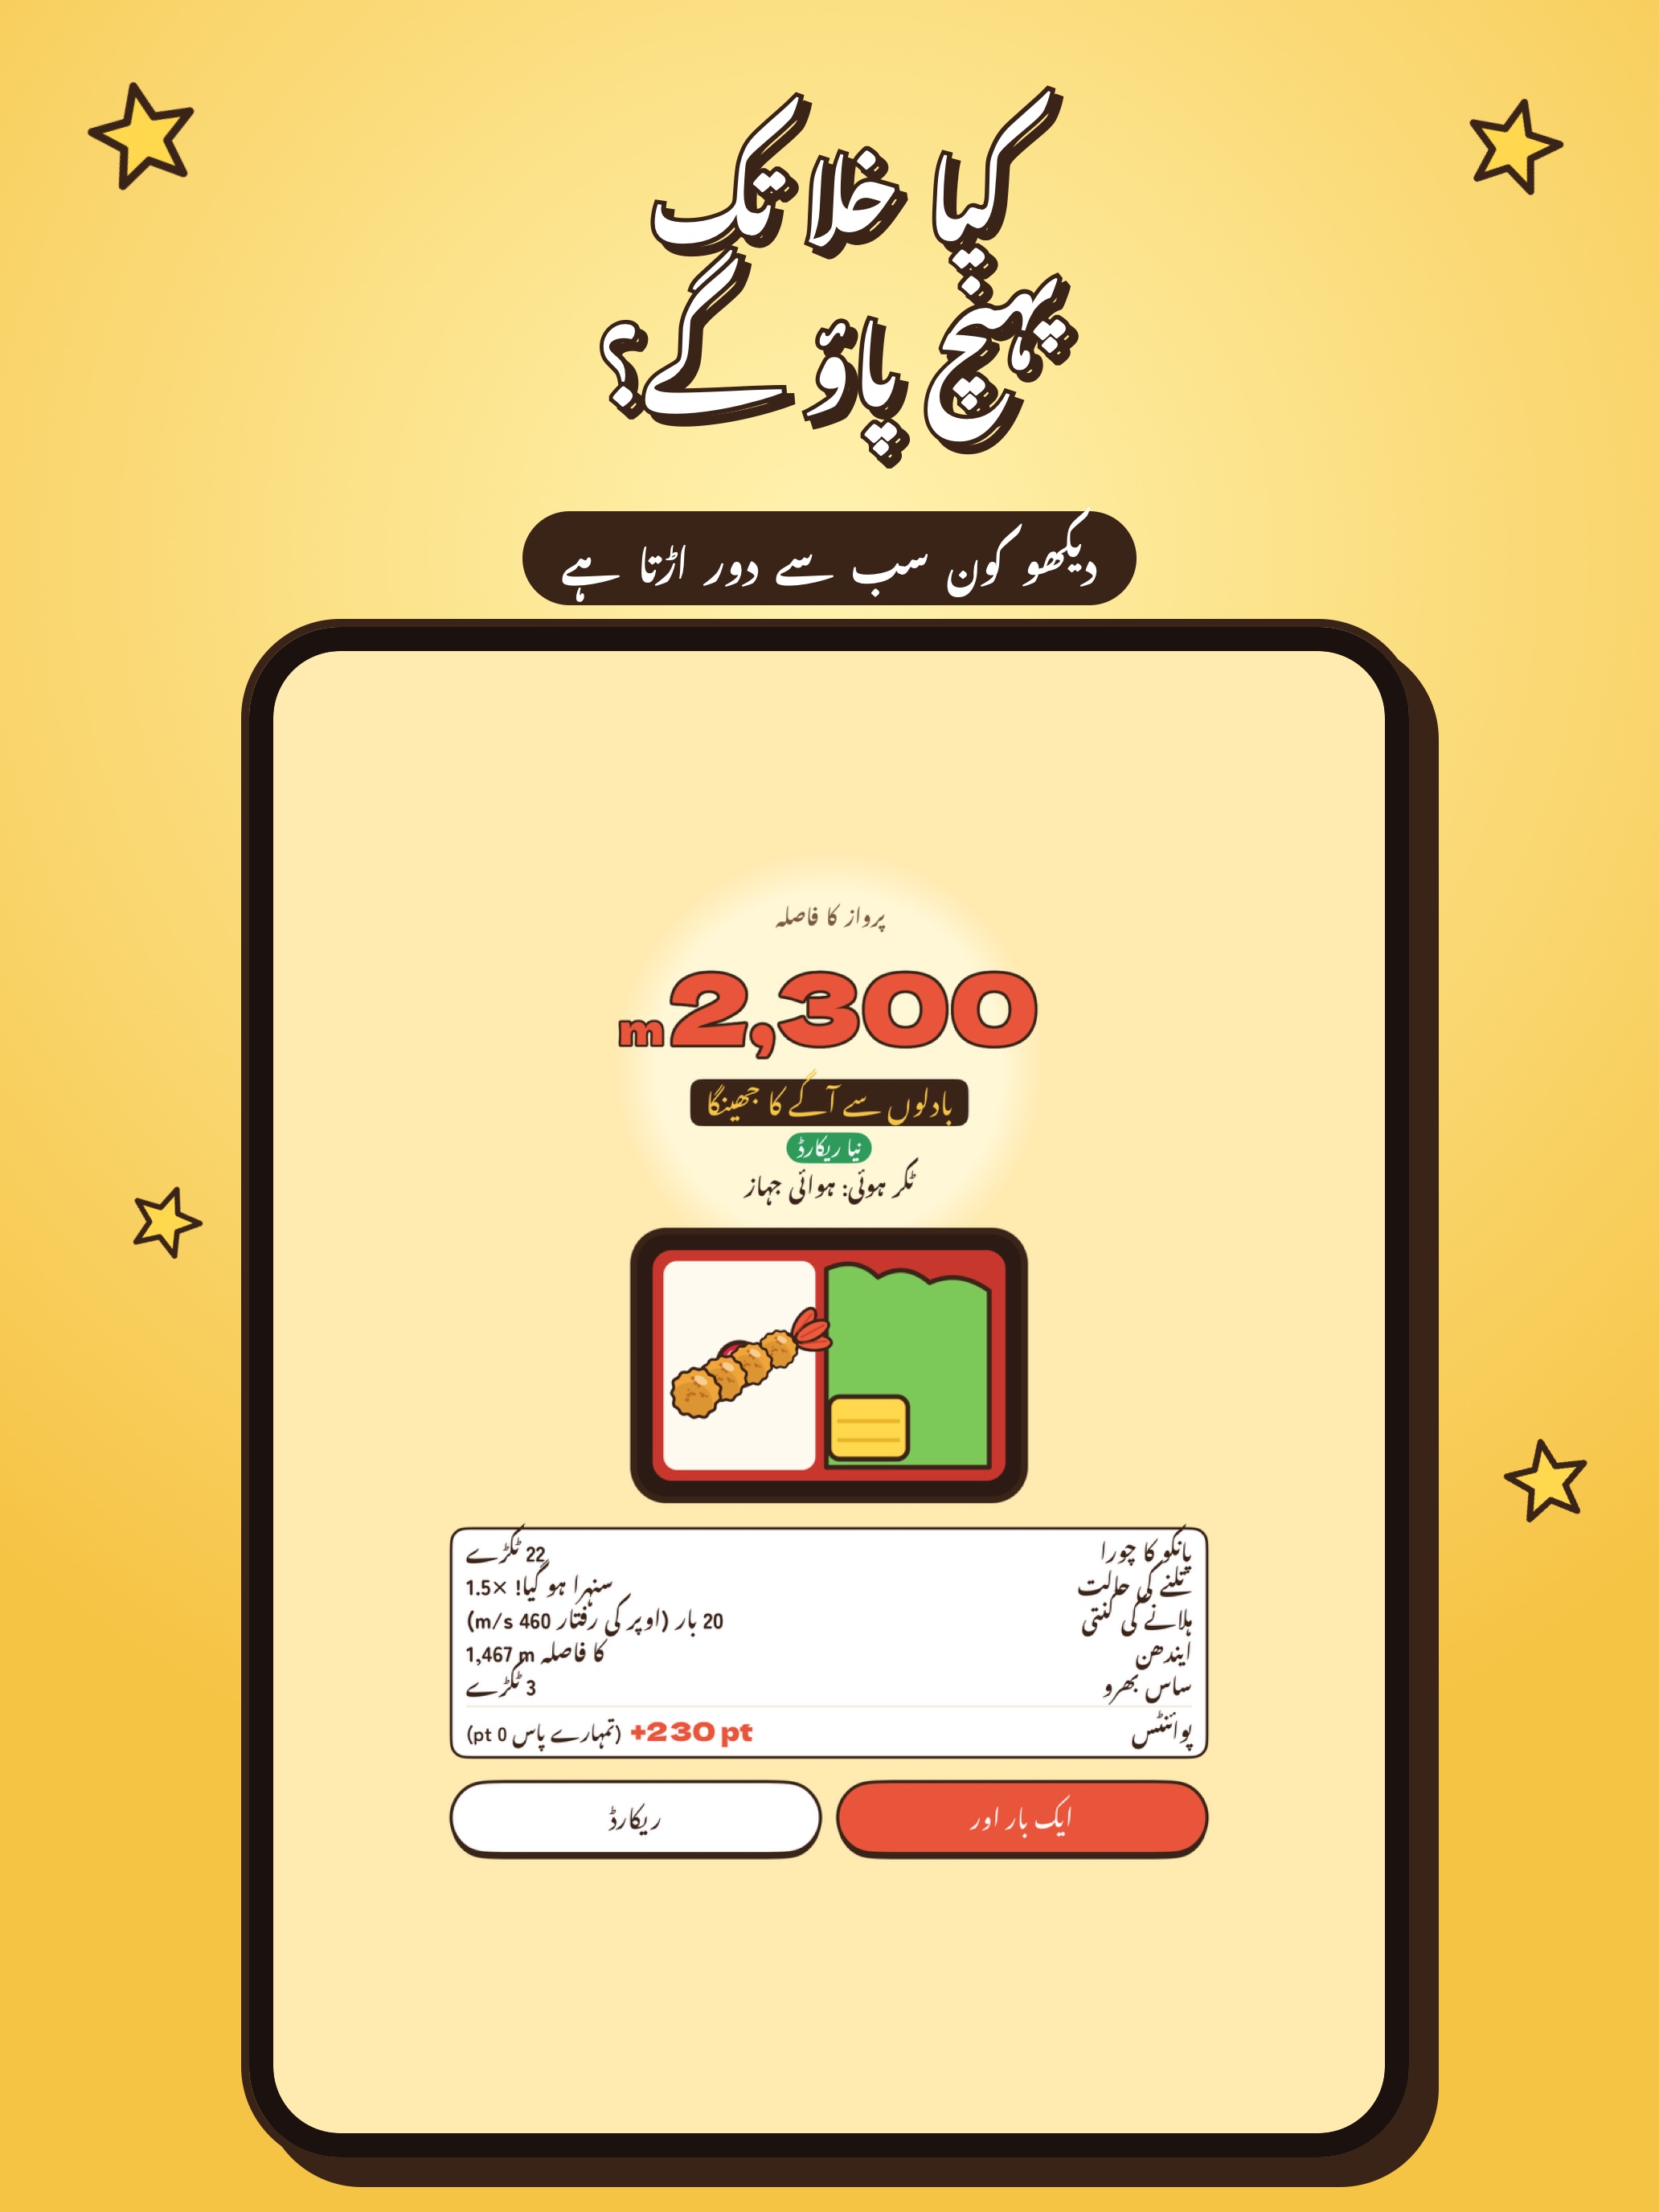 کیا خلا تک
پہنچ پاؤ گے؟
دیکھو کون سب سے دور اڑتا ہے
پرواز کا فاصلہ
2,300 m
بادلوں سے آگے کا جھینگا
نیا ریکارڈ
ٹکر ہوئی: ہوائی جہاز
پانکو کا چورا 22 ٹکڑے
تلنے کی حالت سنہرا ہو گیا! ×1.5
ہلانے کی گنتی 20 بار (اوپر کی رفتار 460 m/s)
ایندھن کا فاصلہ 1,467 m
ساس بھرو 3 ٹکڑے
پوائنٹس +230 pt (تمہارے پاس 0 pt)
ایک بار اور
ریکارڈ